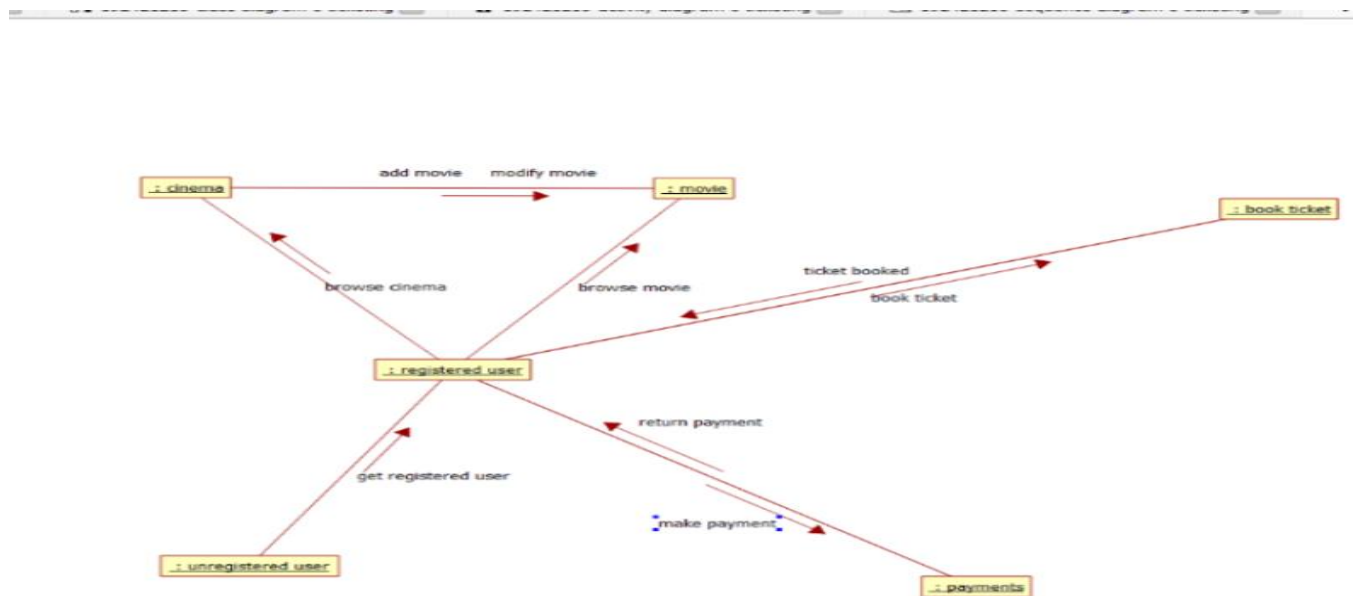 add movie modify movie
: cinema
: movie
: book ticket
ticket booked
browse cinema
browse movie
book ticket
: registered user
return payment
get registered user
make payment
: unregistered user
: payments